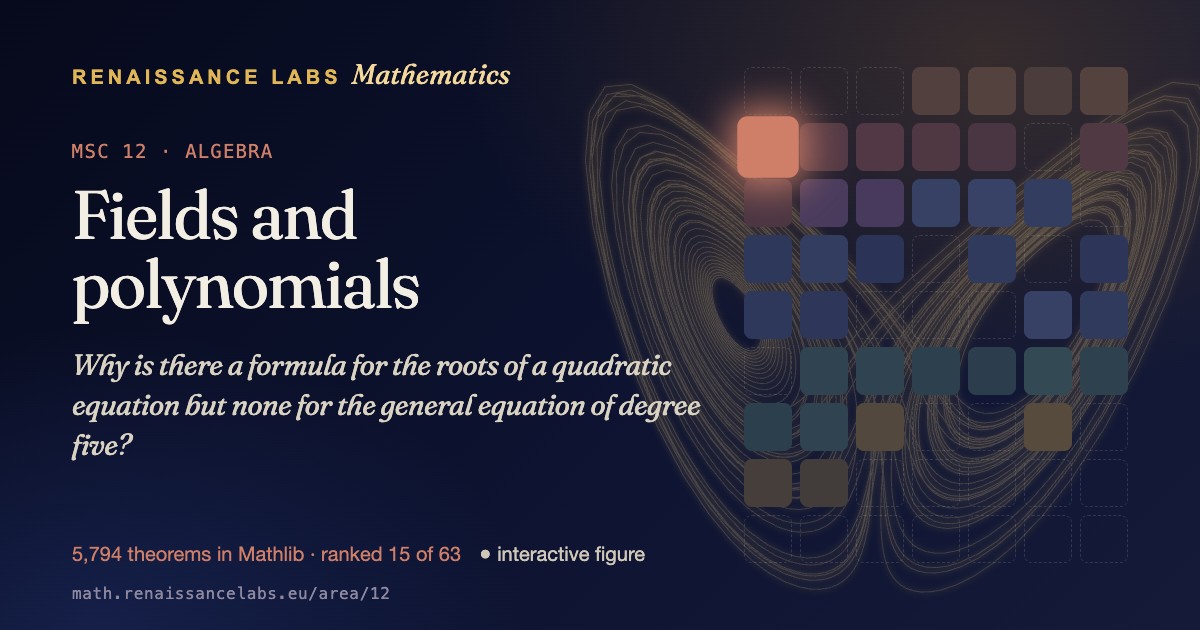 RENAISSANCE LABS Mathematics
MSC 12 · ALGEBRA
Fields and
polynomials
Why is there a formula for the roots of a quadratic
equation but none for the general equation of degree
five?
5,794 theorems in Mathlib · ranked 15 of 63 ● interactive figure
math.renaissancelabs.eu/area/12